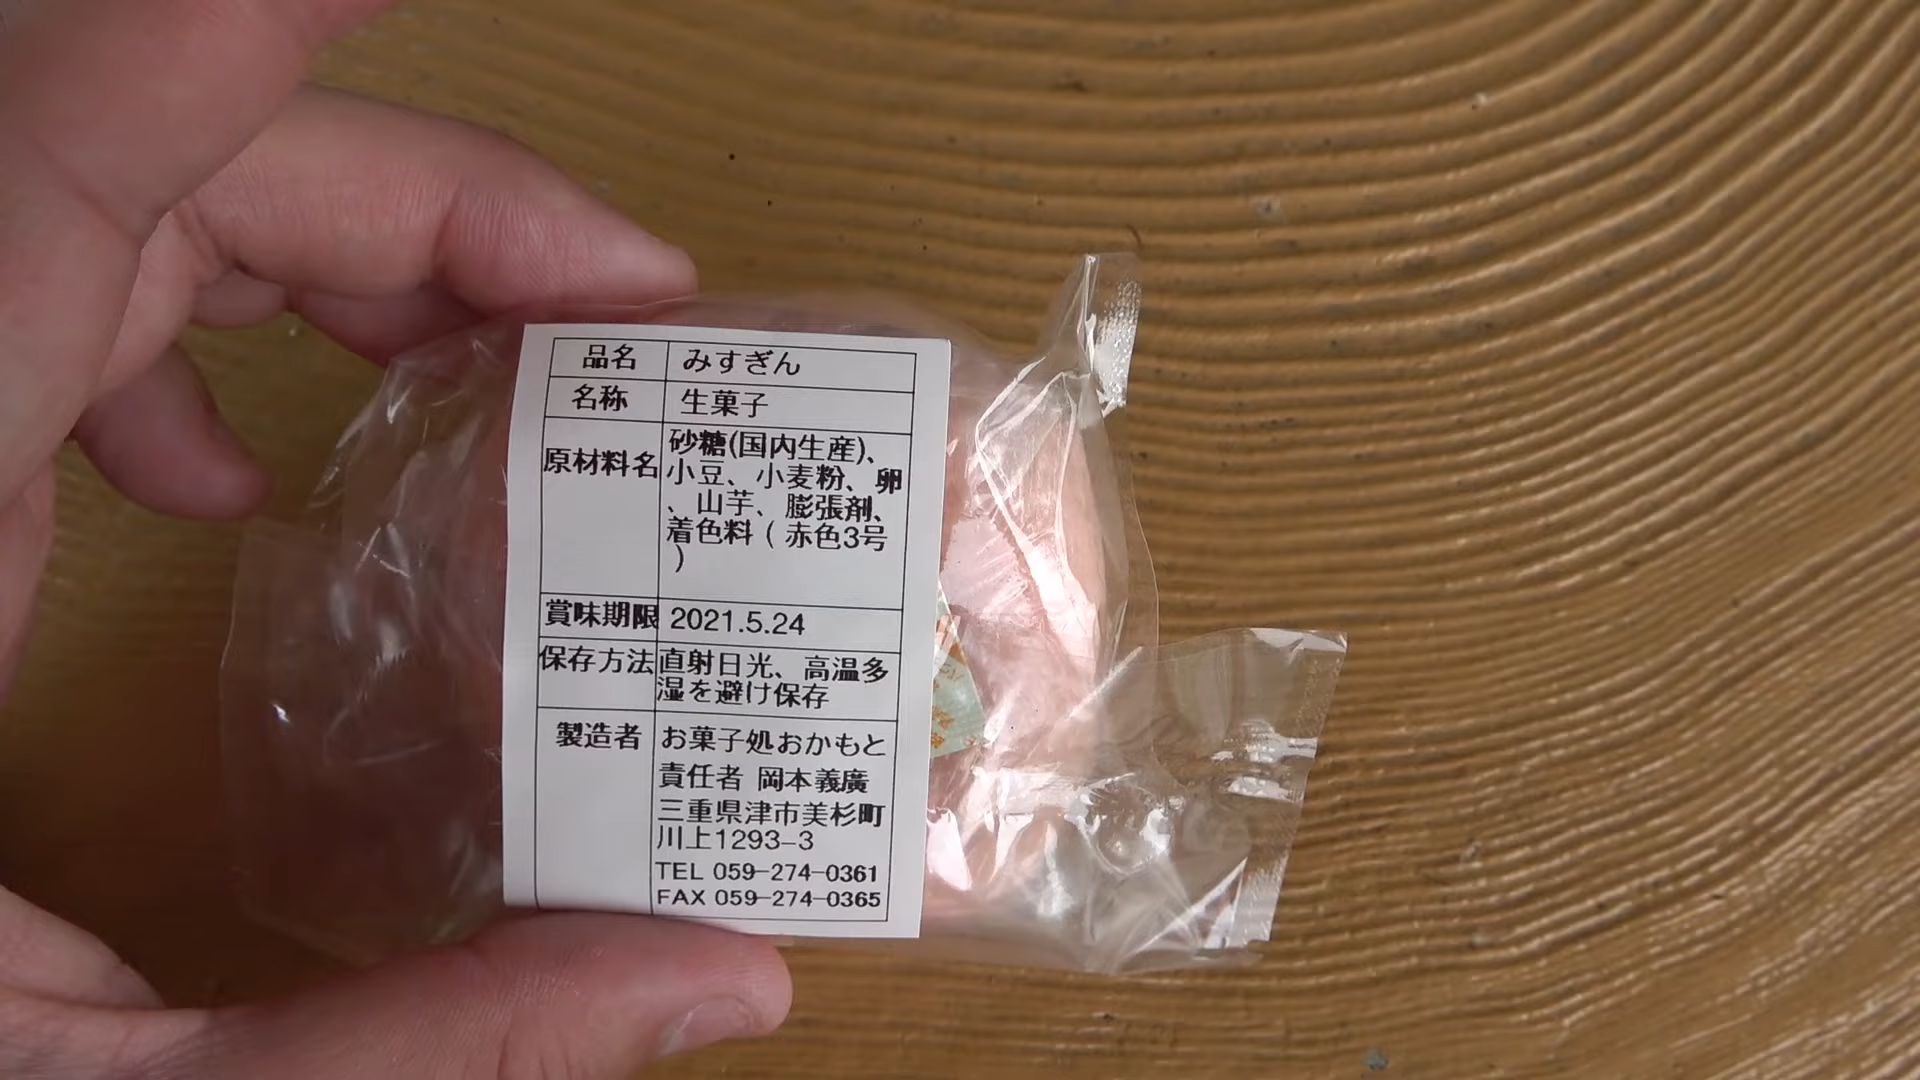 品名 みすぎん
名称 生菓子
原材料名 砂糖(国内生産)、
小豆、小麦粉、卵
、山芋、膨張剤、
着色料(赤色3号
)
賞味期限 2021.5.24
保存方法 直射日光、高温多
湿を避け保存
製造者 お菓子処おかもと
責任者 岡本義廣
三重県津市美杉町
川上1293-3
TEL 059-274-0361
FAX 059-274-0365